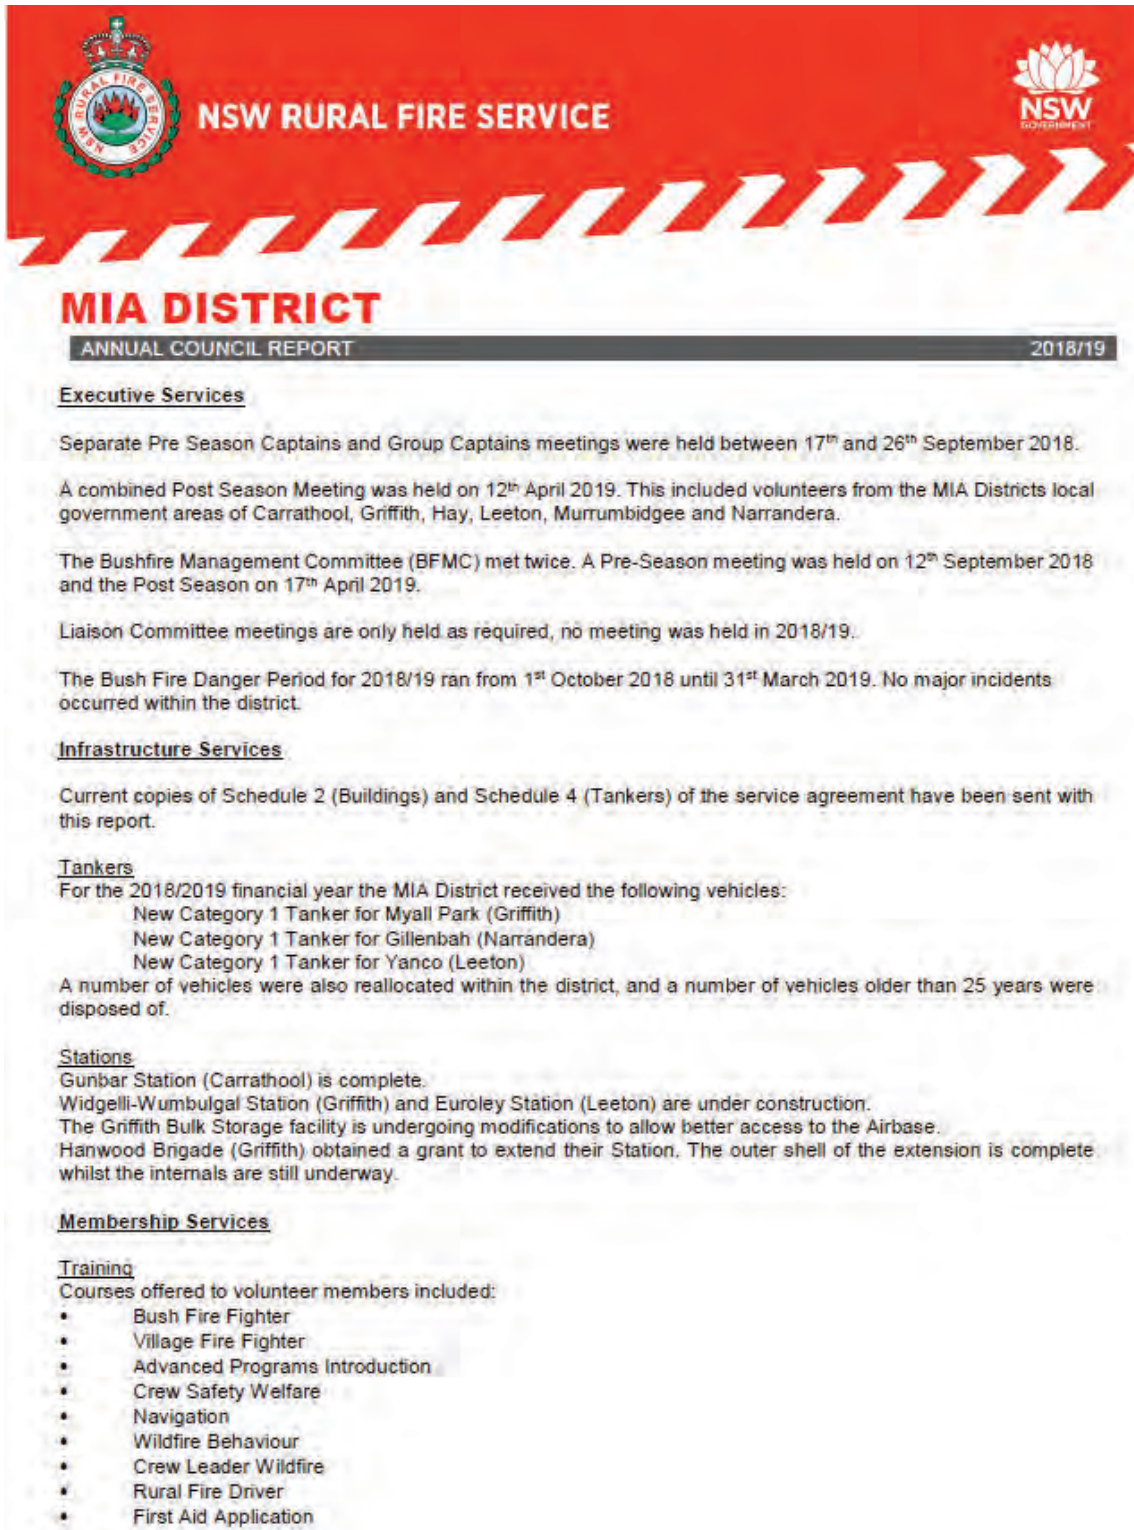 NSW RURAL FIRE SERVICE
NSW RURAL FIRE SERVICE
NSW
GOVERNMENT
MIA DISTRICT
ANNUAL COUNCIL REPORT 2018/19
Executive Services
Separate Pre Season Captains and Group Captains meetings were held between 17th and 26th September 2018.
A combined Post Season Meeting was held on 12th April 2019. This included volunteers from the MIA Districts local
government areas of Carrathool, Griffith, Hay, Leeton, Murrumbidgee and Narrandera.
The Bushfire Management Committee (BFMC) met twice. A Pre-Season meeting was held on 12th September 2018
and the Post Season on 17th April 2019.
Liaison Committee meetings are only held as required, no meeting was held in 2018/19.
The Bush Fire Danger Period for 2018/19 ran from 1st October 2018 until 31st March 2019. No major incidents
occurred within the district.
Infrastructure Services
Current copies of Schedule 2 (Buildings) and Schedule 4 (Tankers) of the service agreement have been sent with
this report.
Tankers
For the 2018/2019 financial year the MIA District received the following vehicles:
New Category 1 Tanker for Myall Park (Griffith)
New Category 1 Tanker for Gillenbah (Narrandera)
New Category 1 Tanker for Yanco (Leeton)
A number of vehicles were also reallocated within the district, and a number of vehicles older than 25 years were
disposed of.
Stations
Gunbar Station (Carrathool) is complete.
Widgelli-Wumbulgal Station (Griffith) and Euroley Station (Leeton) are under construction.
The Griffith Bulk Storage facility is undergoing modifications to allow better access to the Airbase.
Hanwood Brigade (Griffith) obtained a grant to extend their Station. The outer shell of the extension is complete
whilst the internals are still underway.
Membership Services
Training
Courses offered to volunteer members included:
• Bush Fire Fighter
• Village Fire Fighter
• Advanced Programs Introduction
• Crew Safety Welfare
• Navigation
• Wildfire Behaviour
• Crew Leader Wildfire
• Rural Fire Driver
• First Aid Application